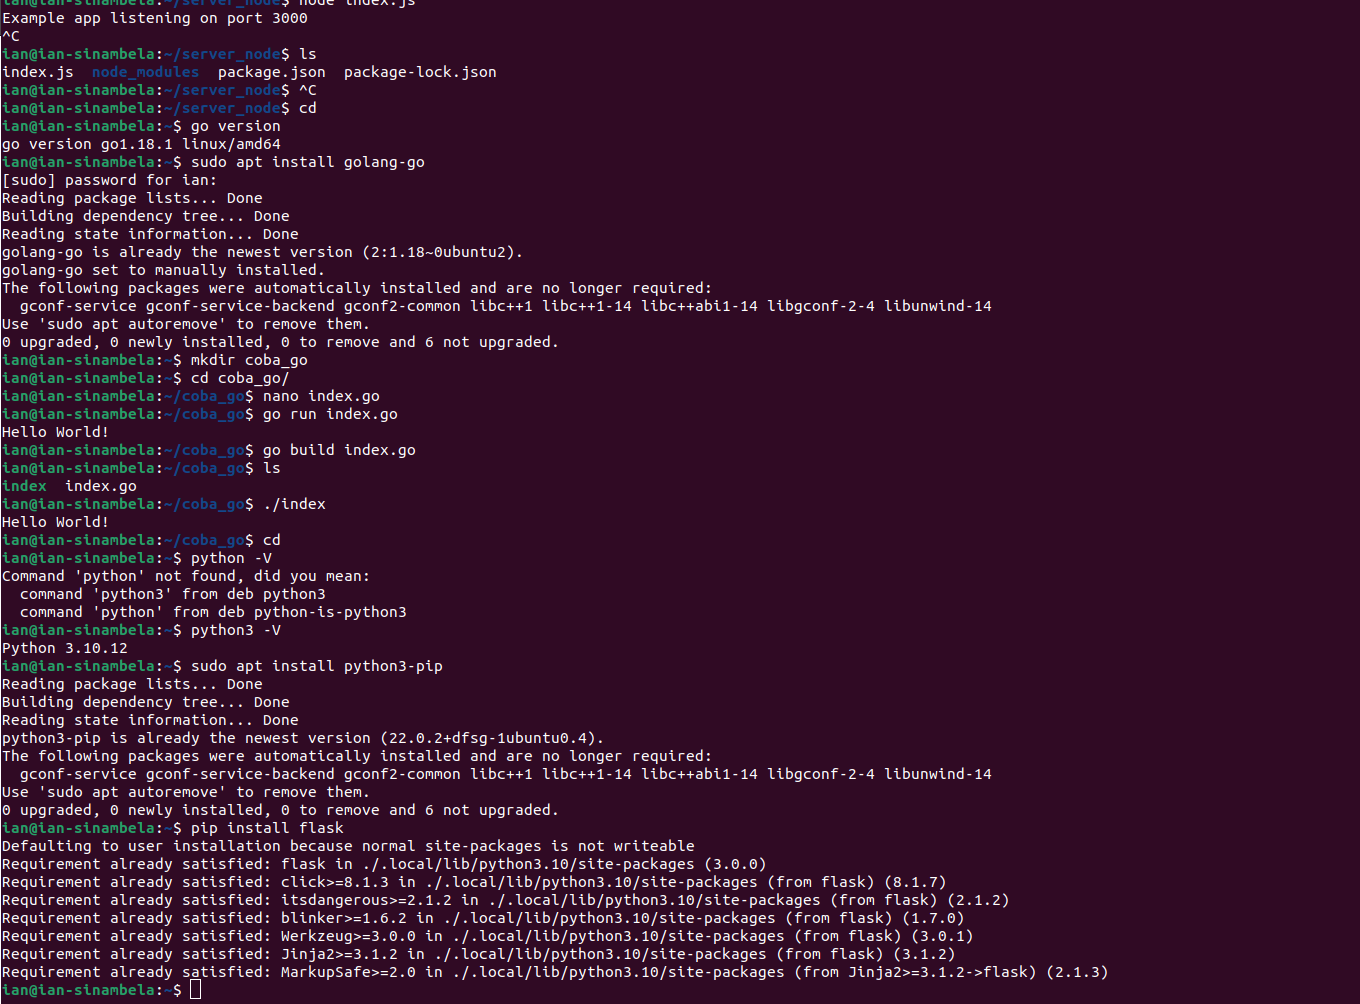 ian@ian-sinambela:~/server_node$ node index.js
Example app listening on port 3000
^C
ian@ian-sinambela:~/server_node$ ls
index.js  node_modules  package.json  package-lock.json
ian@ian-sinambela:~/server_node$ ^C
ian@ian-sinambela:~/server_node$ cd
ian@ian-sinambela:~$ go version
go version go1.18.1 linux/amd64
ian@ian-sinambela:~$ sudo apt install golang-go
[sudo] password for ian:
Reading package lists... Done
Building dependency tree... Done
Reading state information... Done
golang-go is already the newest version (2:1.18~0ubuntu2).
golang-go set to manually installed.
The following packages were automatically installed and are no longer required:
  gconf-service gconf-service-backend gconf2-common libc++1 libc++1-14 libc++abi1-14 libgconf-2-4 libunwind-14
Use 'sudo apt autoremove' to remove them.
0 upgraded, 0 newly installed, 0 to remove and 6 not upgraded.
ian@ian-sinambela:~$ mkdir coba_go
ian@ian-sinambela:~$ cd coba_go/
ian@ian-sinambela:~/coba_go$ nano index.go
ian@ian-sinambela:~/coba_go$ go run index.go
Hello World!
ian@ian-sinambela:~/coba_go$ go build index.go
ian@ian-sinambela:~/coba_go$ ls
index  index.go
ian@ian-sinambela:~/coba_go$ ./index
Hello World!
ian@ian-sinambela:~/coba_go$ cd
ian@ian-sinambela:~$ python -V
Command 'python' not found, did you mean:
  command 'python3' from deb python3
  command 'python' from deb python-is-python3
ian@ian-sinambela:~$ python3 -V
Python 3.10.12
ian@ian-sinambela:~$ sudo apt install python3-pip
Reading package lists... Done
Building dependency tree... Done
Reading state information... Done
python3-pip is already the newest version (22.0.2+dfsg-1ubuntu0.4).
The following packages were automatically installed and are no longer required:
  gconf-service gconf-service-backend gconf2-common libc++1 libc++1-14 libc++abi1-14 libgconf-2-4 libunwind-14
Use 'sudo apt autoremove' to remove them.
0 upgraded, 0 newly installed, 0 to remove and 6 not upgraded.
ian@ian-sinambela:~$ pip install flask
Defaulting to user installation because normal site-packages is not writeable
Requirement already satisfied: flask in ./.local/lib/python3.10/site-packages (3.0.0)
Requirement already satisfied: click>=8.1.3 in ./.local/lib/python3.10/site-packages (from flask) (8.1.7)
Requirement already satisfied: itsdangerous>=2.1.2 in ./.local/lib/python3.10/site-packages (from flask) (2.1.2)
Requirement already satisfied: blinker>=1.6.2 in ./.local/lib/python3.10/site-packages (from flask) (1.7.0)
Requirement already satisfied: Werkzeug>=3.0.0 in ./.local/lib/python3.10/site-packages (from flask) (3.0.1)
Requirement already satisfied: Jinja2>=3.1.2 in ./.local/lib/python3.10/site-packages (from flask) (3.1.2)
Requirement already satisfied: MarkupSafe>=2.0 in ./.local/lib/python3.10/site-packages (from Jinja2>=3.1.2->flask) (2.1.3)
ian@ian-sinambela:~$